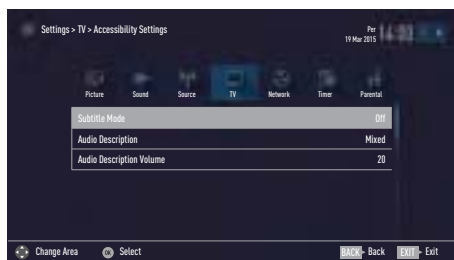 Settings > TV > Accessibility Settings
Per
19 Mar 2015
Picture Sound Source TV Network Timer Parental
Subtitle Mode Off
Audio Description Mixed
Audio Description Volume 20
Change Area OK Select BACK Back EXIT Exit